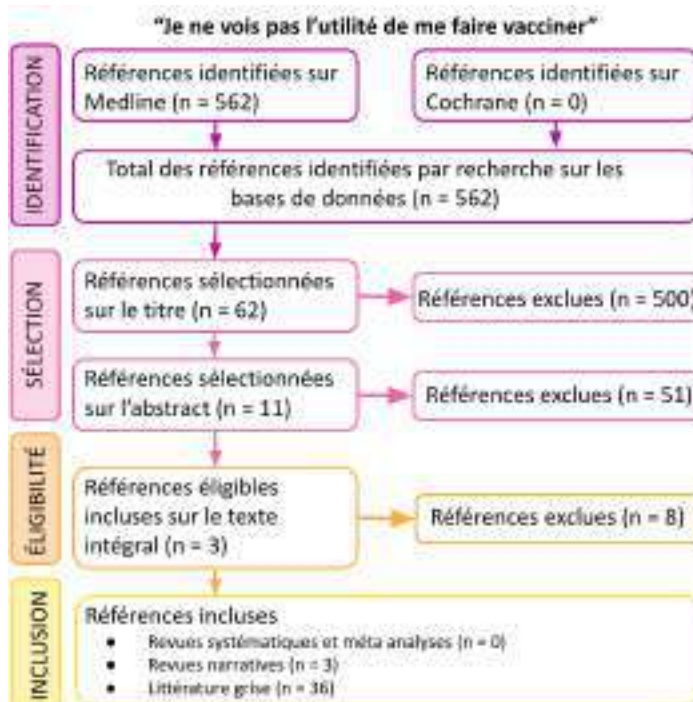 “Je ne vois pas l’utilité de me faire vacciner”
IDENTIFICATION
Références identifiées sur
Medline (n = 562)
Références identifiées sur
Cochrane (n = 0)
Total des références identifiées par recherche sur les
bases de données (n = 562)
SÉLECTION
Références sélectionnées
sur le titre (n = 62)
Références exclues (n = 500)
Références sélectionnées
sur l'abstract (n = 11)
Références exclues (n = 51)
ÉLIGIBILITÉ
Références éligibles
incluses sur le texte
intégral (n = 3)
Références exclues (n = 8)
INCLUSION
Références incluses
● Revues systématiques et méta analyses (n = 0)
● Revues narratives (n = 3)
● Littérature grise (n = 36)